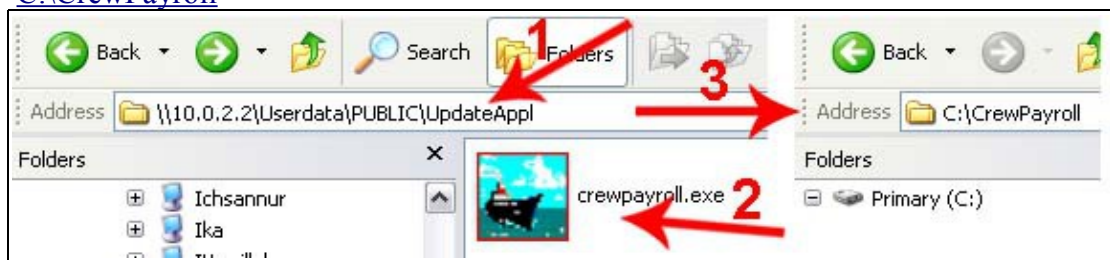 C:\CrewPayroll
Back Search Folders Back
1
3
Address \\10.0.2.2\Userdata\PUBLIC\UpdateAppl Address C:\CrewPayroll
Folders Folders
Ichsannur crewpayroll.exe 2 Primary (C:)
Ika